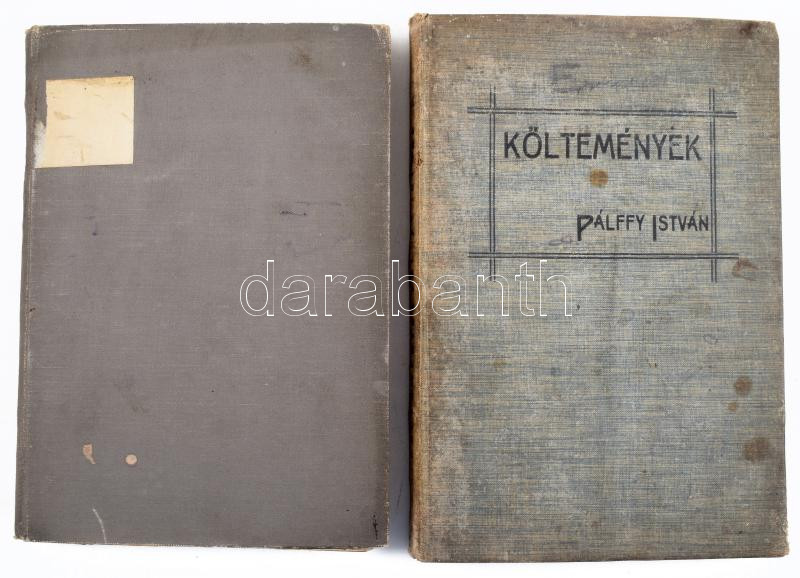 KÖLTEMÉNYEK
PÁLFFY ISTVÁN
darabanth